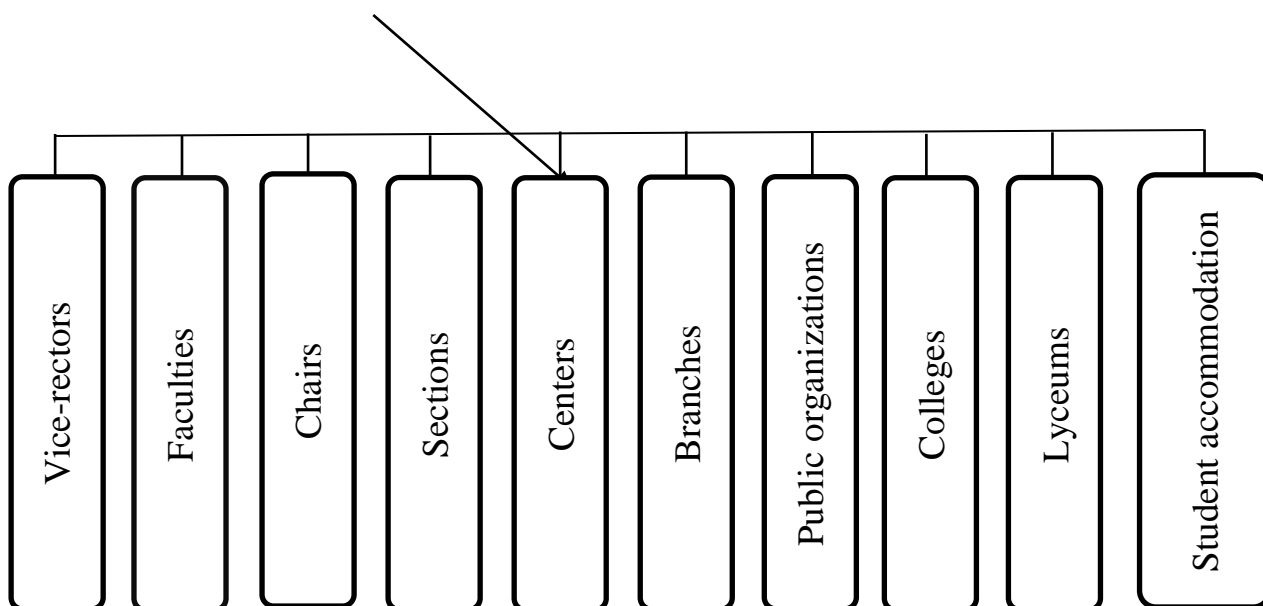 Vice-rectors
Faculties
Chairs
Sections
Centers
Branches
Public organizations
Colleges
Lyceums
Student accommodation